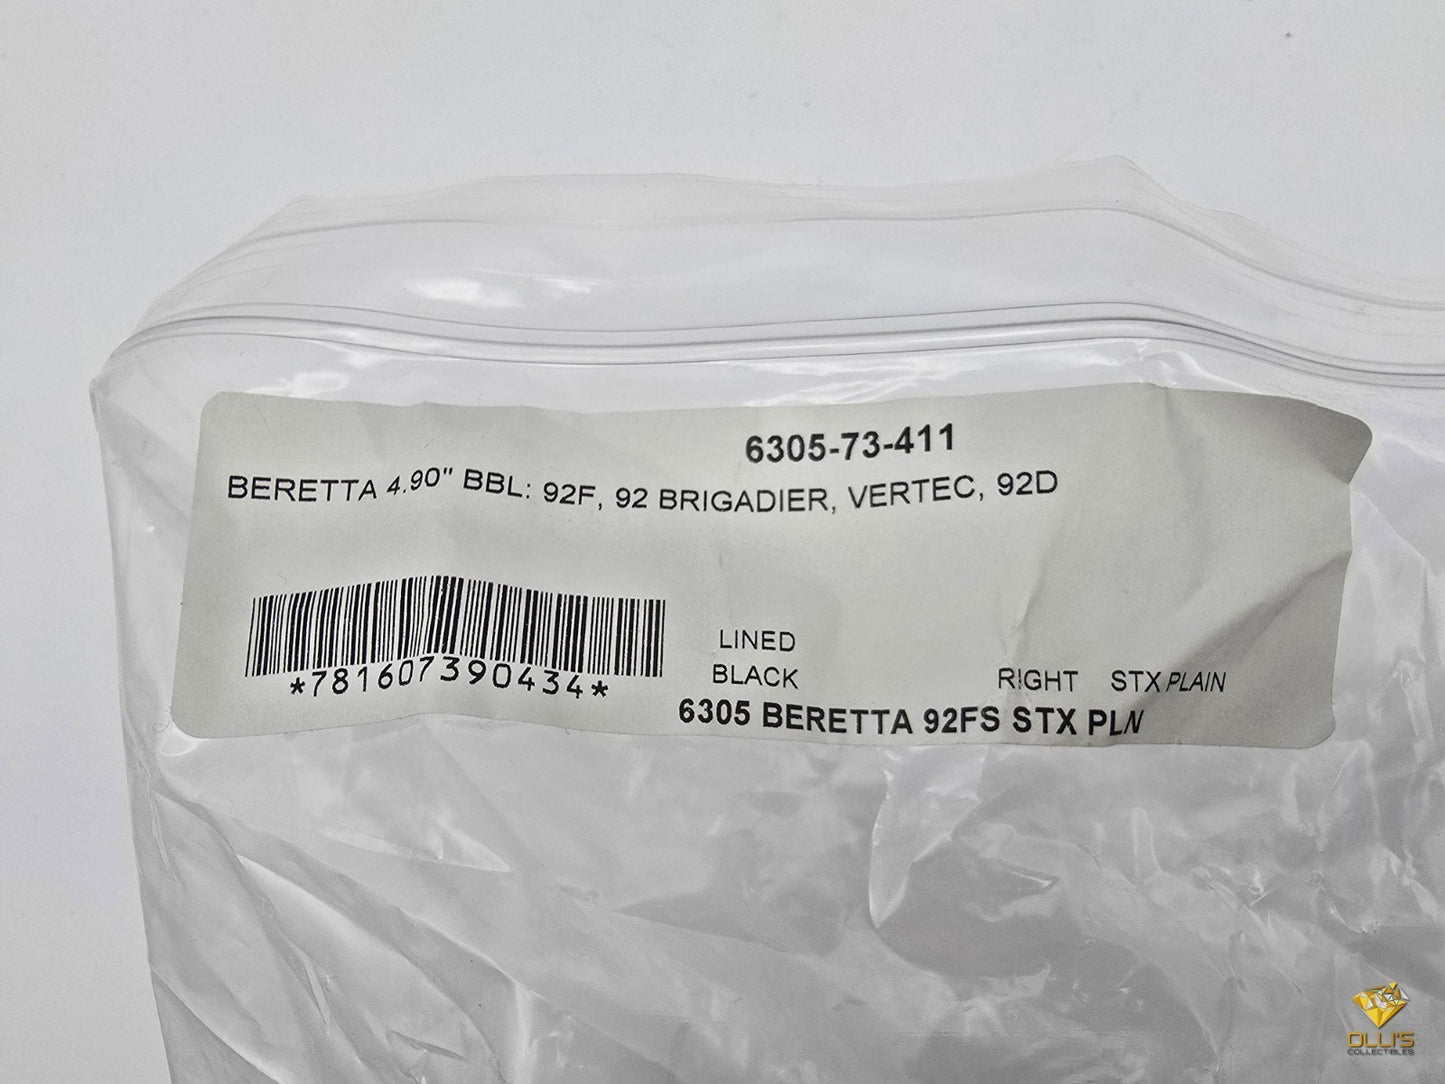 6305-73-411
BERETTA 4.90" BBL: 92F, 92 BRIGADIER, VERTEC, 92D
*781607390434*
LINED
BLACK RIGHT STX PLAIN
6305 BERETTA 92FS STX PLN
OLLI'S
COLLECTIBLES